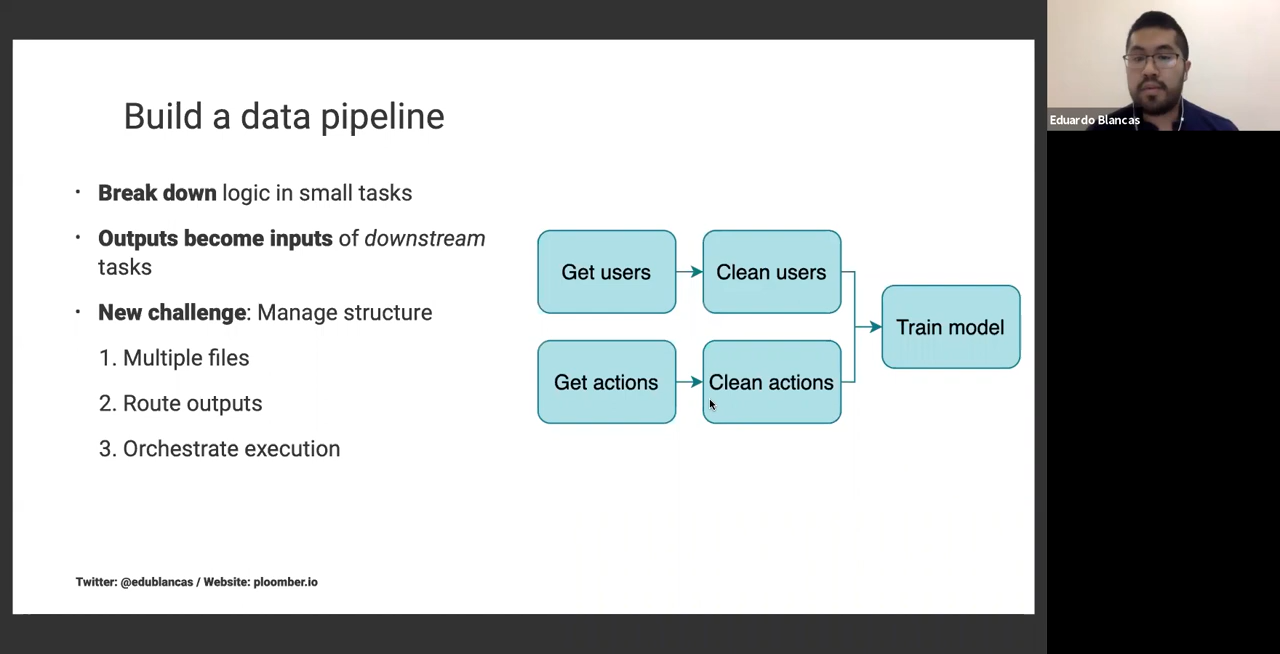 Build a data pipeline
• Break down logic in small tasks
• Outputs become inputs of downstream
tasks
• New challenge: Manage structure
1. Multiple files
2. Route outputs
3. Orchestrate execution
Get users
Clean users
Train model
Get actions
Clean actions
Twitter: @edublancas / Website: ploomber.io
Eduardo Blancas